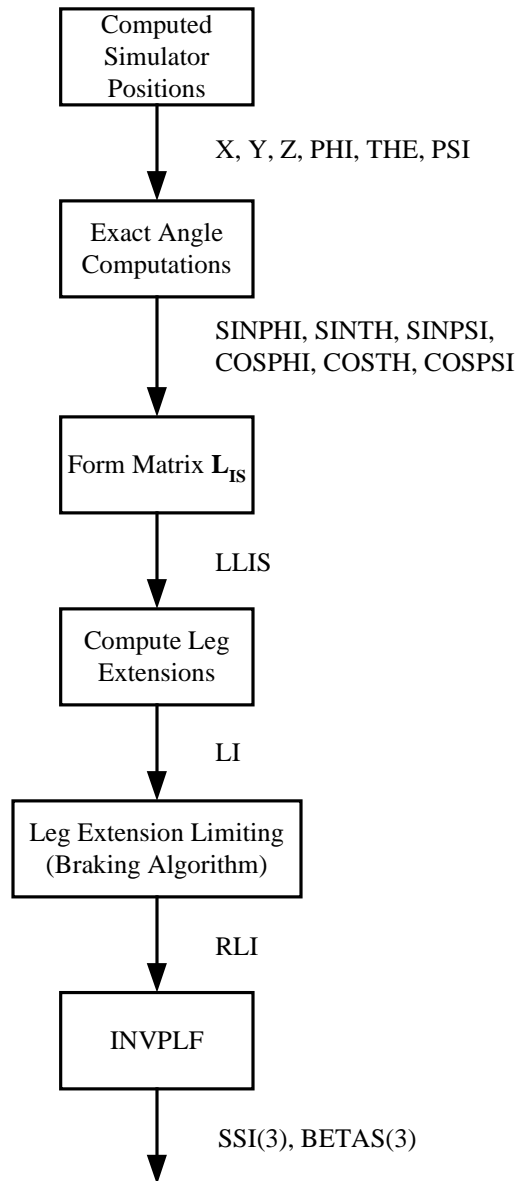 Computed
Simulator
Positions
X, Y, Z, PHI, THE, PSI
Exact Angle
Computations
SINPHI, SINTH, SINPSI,
COSPHI, COSTH, COSPSI
Form Matrix L_IS
LLIS
Compute Leg
Extensions
LI
Leg Extension Limiting
(Braking Algorithm)
RLI
INVPLF
SSI(3), BETAS(3)